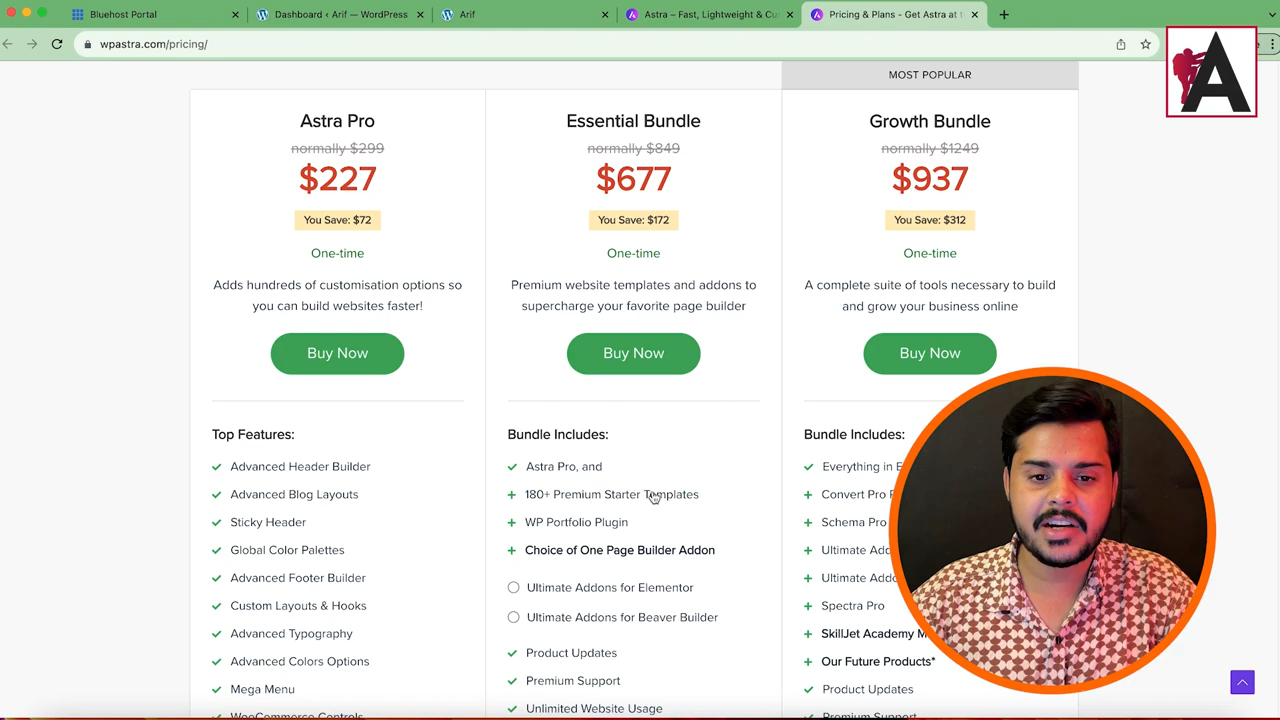 Bluehost Portal
Dashboard ‹ Arif — WordPress
Arif
Astra – Fast, Lightweight & Cu
Pricing & Plans - Get Astra at
wpastra.com/pricing/
A
MOST POPULAR
Astra Pro
normally $299
$227
You Save: $72
One-time
Adds hundreds of customisation options so
you can build websites faster!
Buy Now
Top Features:
Advanced Header Builder
Advanced Blog Layouts
Sticky Header
Global Color Palettes
Advanced Footer Builder
Custom Layouts & Hooks
Advanced Typography
Advanced Colors Options
Mega Menu
WooCommerce Controls
Essential Bundle
normally $849
$677
You Save: $172
One-time
Premium website templates and addons to
supercharge your favorite page builder
Buy Now
Bundle Includes:
Astra Pro, and
180+ Premium Starter Templates
WP Portfolio Plugin
Choice of One Page Builder Addon
Ultimate Addons for Elementor
Ultimate Addons for Beaver Builder
Product Updates
Premium Support
Unlimited Website Usage
Growth Bundle
normally $1249
$937
You Save: $312
One-time
A complete suite of tools necessary to build
and grow your business online
Buy Now
Bundle Includes:
Everything in
Convert Pro
Schema Pro
Ultimate
Ultimate
Spectra Pro
SkillJet Academy
Our Future Products*
Product Updates
Premium Support